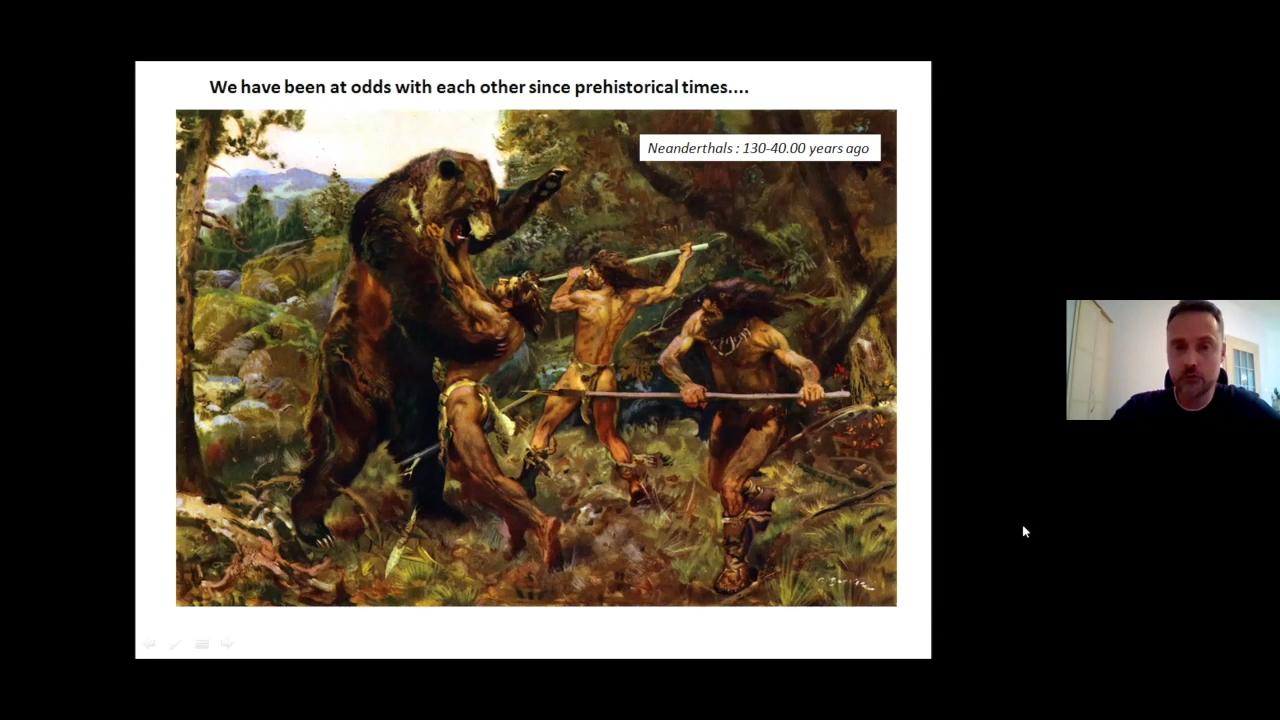 We have been at odds with each other since prehistorical times....
Neanderthals : 130-40.00 years ago